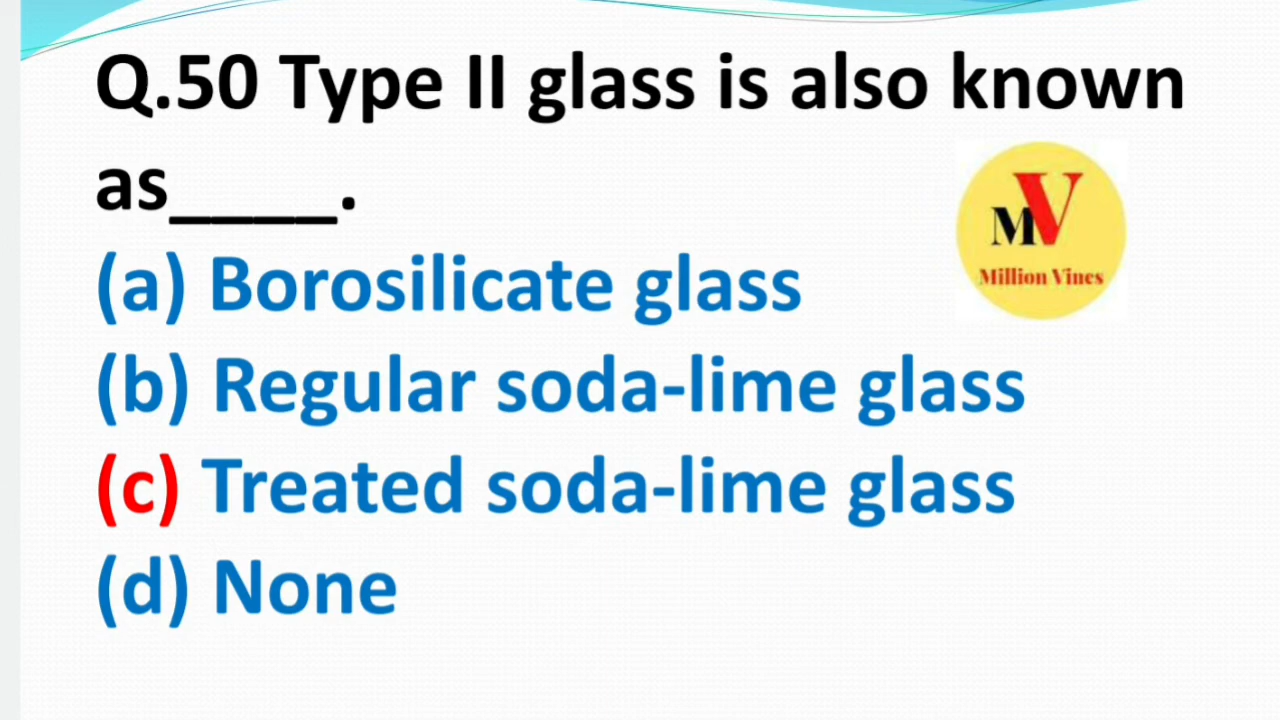 Q.50 Type II glass is also known
as____.
MV
Million Vines
(a) Borosilicate glass
(b) Regular soda-lime glass
(c) Treated soda-lime glass
(d) None